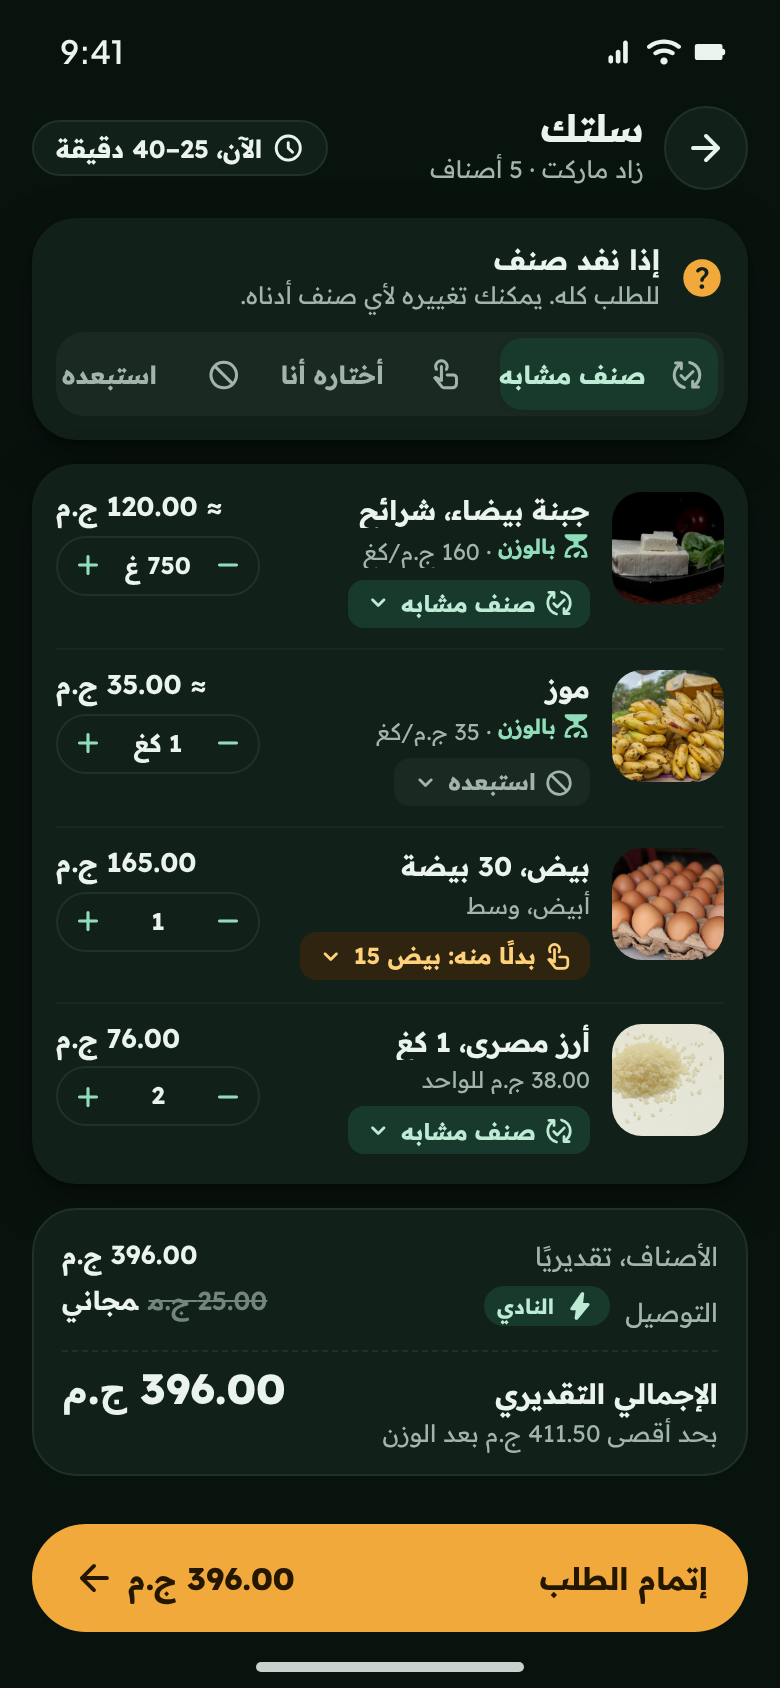 9:41
سلتك
زاد ماركت · 5 أصناف
الآن، 25–40 دقيقة
إذا نفد صنف
للطلب كله. يمكنك تغييره لأي صنف أدناه.
صنف مشابه
أختاره أنا
استبعده
جبنة بيضاء، شرائح
≈ 120.00 ج.م
بالوزن · 160 ج.م/كغ
− 750 غ +
صنف مشابه
موز
≈ 35.00 ج.م
بالوزن · 35 ج.م/كغ
− 1 كغ +
استبعده
بيض، 30 بيضة
165.00 ج.م
أبيض، وسط
− 1 +
بدلًا منه: بيض 15
أرز مصرى، 1 كغ
76.00 ج.م
38.00 ج.م للواحد
− 2 +
صنف مشابه
الأصناف، تقديريًا
396.00 ج.م
التوصيل
النادي
25.00 ج.م مجاني
الإجمالي التقديري
396.00 ج.م
بحد أقصى 411.50 ج.م بعد الوزن
إتمام الطلب
396.00 ج.م